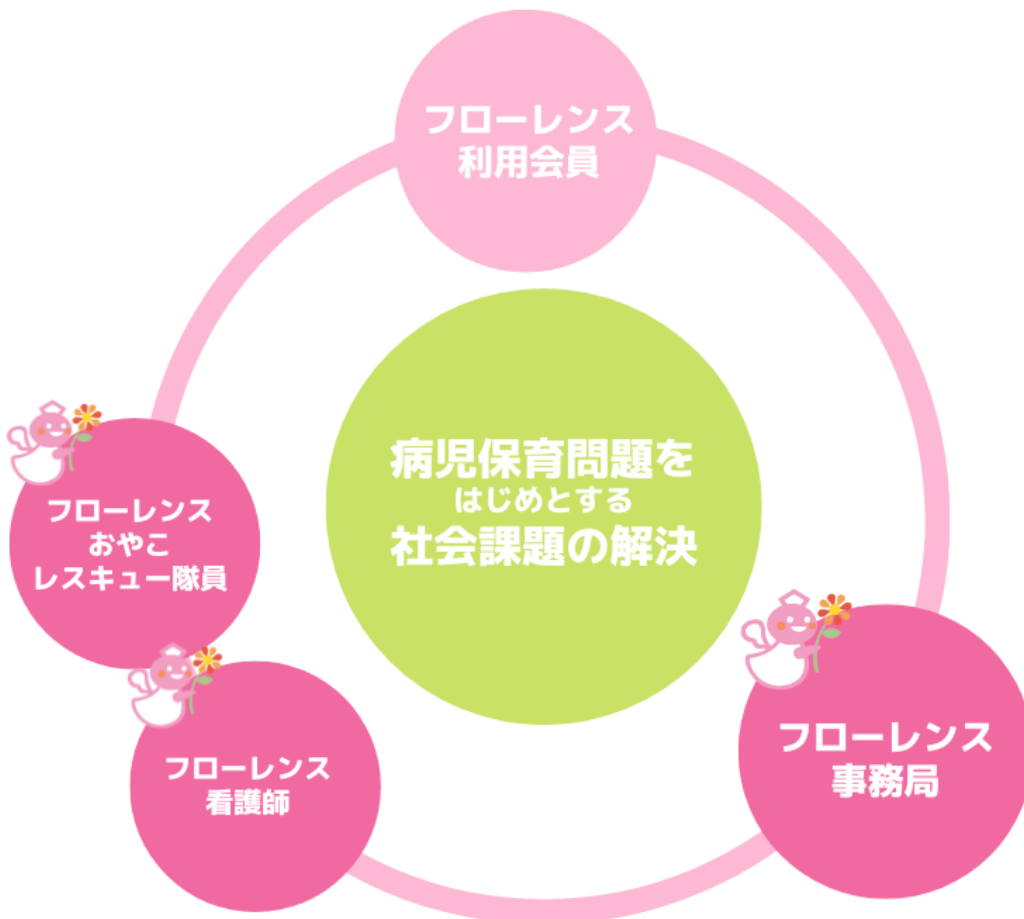 フローレンス
利用会員
病児保育問題を
はじめとする
社会課題の解決
フローレンス
おやこ
レスキュー隊員
フローレンス
看護師
フローレンス
事務局